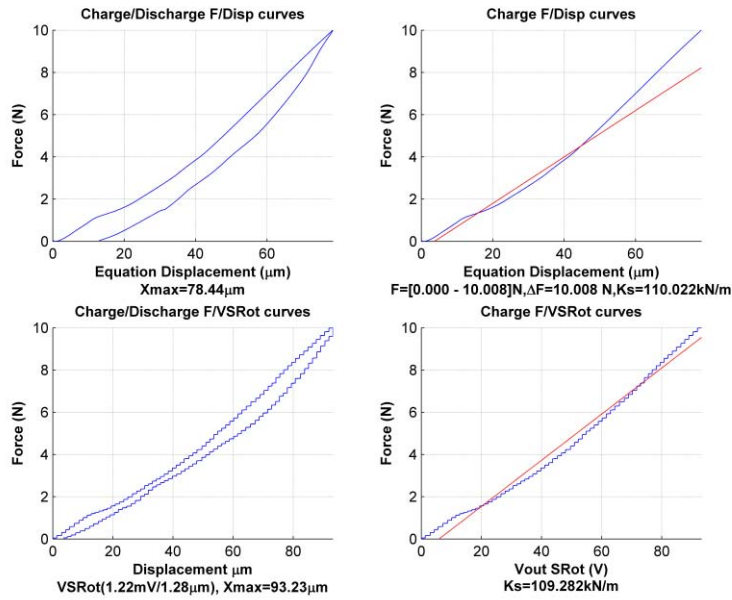 Charge/Discharge F/Disp curves
Force (N)
10
8
6
4
2
0
0 20 40 60
Equation Displacement (μm)
Xmax=78.44μm
Charge F/Disp curves
Force (N)
10
8
6
4
2
0
0 20 40 60
Equation Displacement (μm)
F=[0.000 - 10.008]N,ΔF=10.008 N,Ks=110.022kN/m
Charge/Discharge F/VSRot curves
Force (N)
10
8
6
4
2
0
0 20 40 60 80
Displacement μm
VSRot(1.22mV/1.28μm), Xmax=93.23μm
Charge F/VSRot curves
Force (N)
10
8
6
4
2
0
0 20 40 60 80
Vout SRot (V)
Ks=109.282kN/m